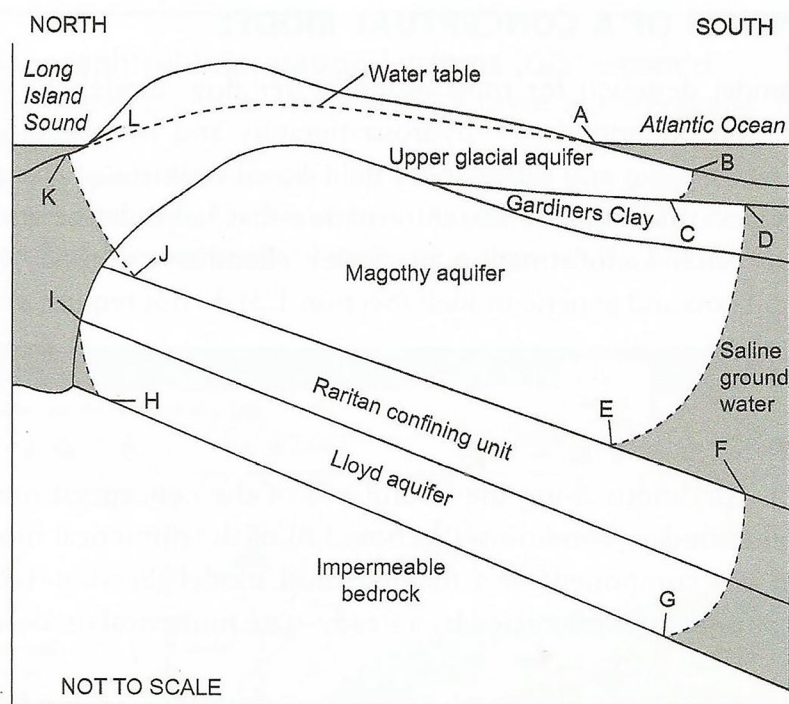 NORTH
SOUTH
Long
Island
Sound
Water table
L
A
Atlantic Ocean
K
Upper glacial aquifer
B
Gardiners Clay
C
D
J
Magothy aquifer
I
Saline
ground
water
H
Raritan confining unit
E
F
Lloyd aquifer
Impermeable
bedrock
G
NOT TO SCALE